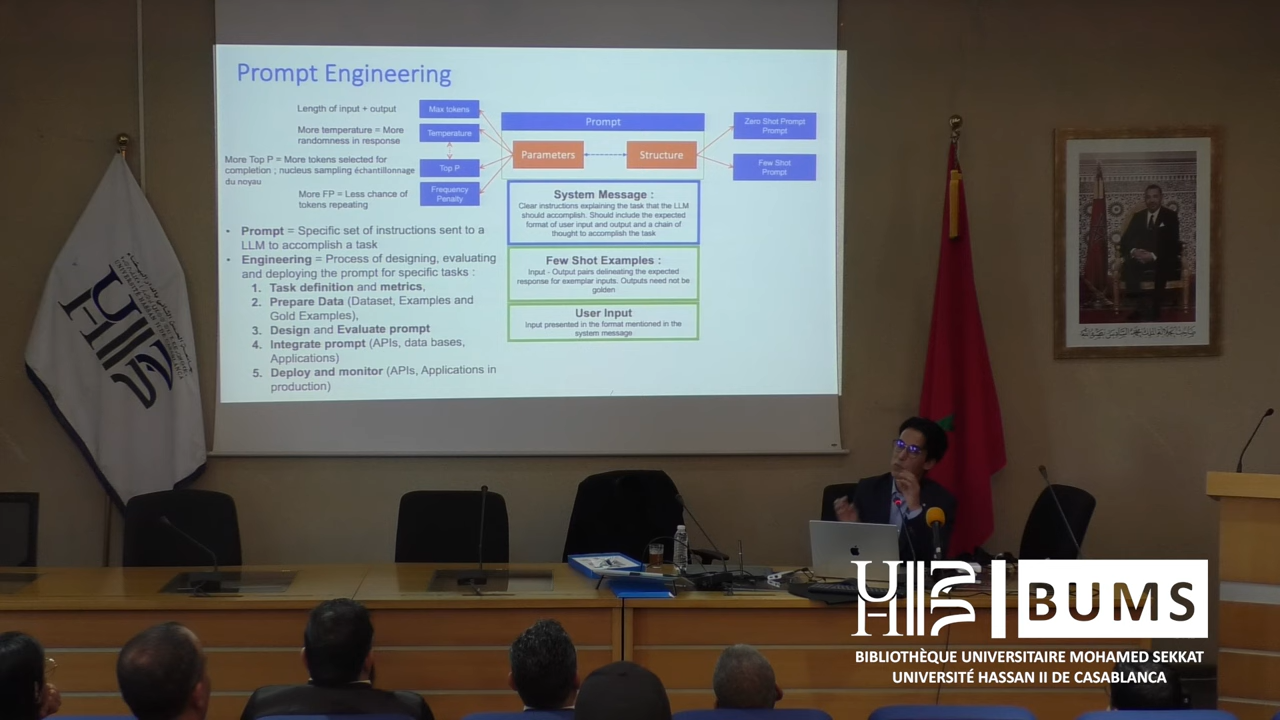 Prompt Engineering
Length of input + output
Max tokens
More temperature = More
randomness in response
Temperature
More Top P = More tokens selected for
completion ; nucleus sampling échantillonnage
du noyau
Top P
More FP = Less chance of
tokens repeating
Frequency
Penalty
Prompt
Parameters
Structure
Zero Shot Prompt
Prompt
Few Shot
Prompt
System Message :
Clear instructions explaining the task that the LLM
should accomplish. Should include the expected
format of user input and output and a chain of
thought to accomplish the task
Few Shot Examples :
Input - Output pairs delineating the expected
response for exemplar inputs. Outputs need not be
golden
User Input
Input presented in the format mentioned in the
system message
• Prompt = Specific set of instructions sent to a
LLM to accomplish a task
• Engineering = Process of designing, evaluating
and deploying the prompt for specific tasks :
1. Task definition and metrics,
2. Prepare Data (Dataset, Examples and
Gold Examples),
3. Design and Evaluate prompt
4. Integrate prompt (APIs, data bases,
Applications)
5. Deploy and monitor (APIs, Applications in
production)
BUMS
BIBLIOTHÈQUE UNIVERSITAIRE MOHAMED SEKKAT
UNIVERSITÉ HASSAN II DE CASABLANCA